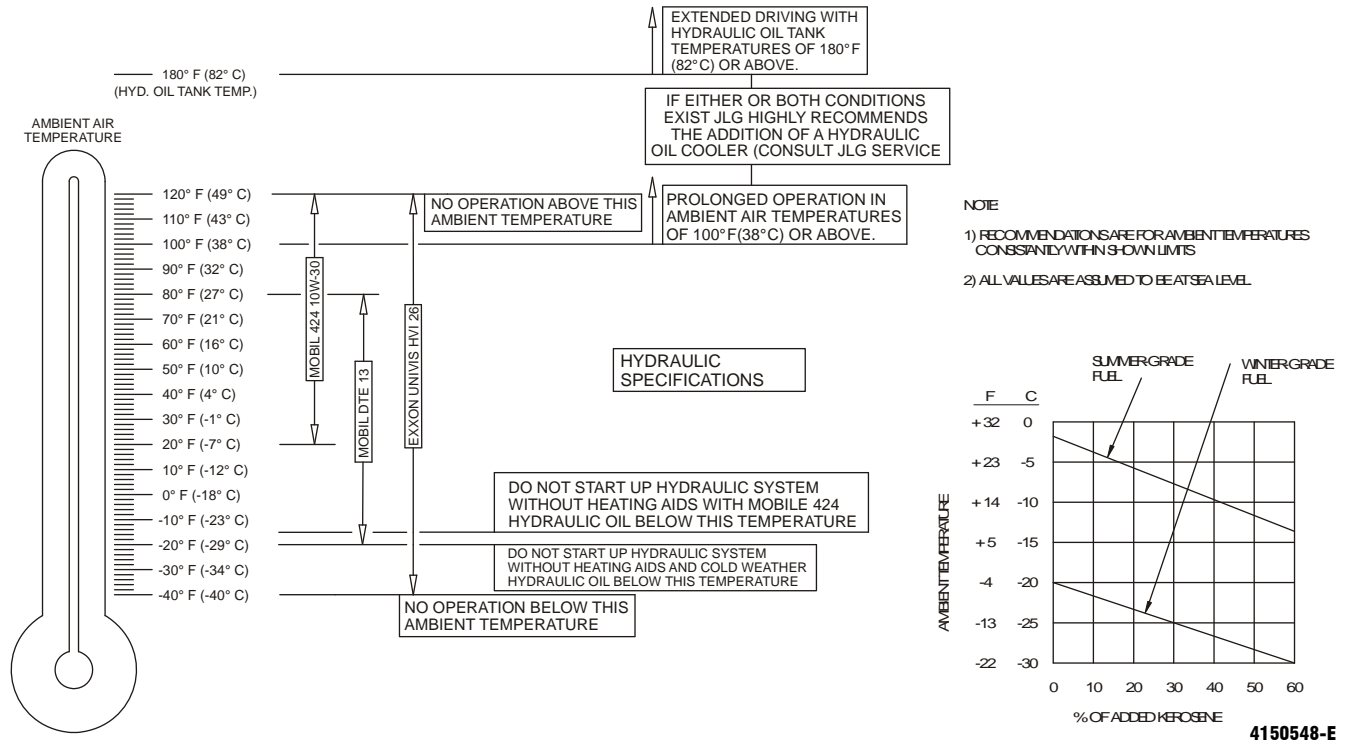 EXTENDED DRIVING WITH
HYDRAULIC OIL TANK
TEMPERATURES OF 180°F
(82°C) OR ABOVE.
180° F (82° C)
(HYD. OIL TANK TEMP.)
IF EITHER OR BOTH CONDITIONS
EXIST JLG HIGHLY RECOMMENDS
THE ADDITION OF A HYDRAULIC
OIL COOLER (CONSULT JLG SERVICE
AMBIENT AIR
TEMPERATURE
120° F (49° C)
110° F (43° C)
100° F (38° C)
90° F (32° C)
80° F (27° C)
70° F (21° C)
60° F (16° C)
50° F (10° C)
40° F (4° C)
30° F (-1° C)
20° F (-7° C)
10° F (-12° C)
0° F (-18° C)
-10° F (-23° C)
-20° F (-29° C)
-30° F (-34° C)
-40° F (-40° C)
MOBIL 424 10W-30
MOBIL DTE 13
EXXON UNIVIS HVI 26
NO OPERATION ABOVE THIS
AMBIENT TEMPERATURE
PROLONGED OPERATION IN
AMBIENT AIR TEMPERATURES
OF 100°F(38°C) OR ABOVE.
HYDRAULIC
SPECIFICATIONS
DO NOT START UP HYDRAULIC SYSTEM
WITHOUT HEATING AIDS WITH MOBILE 424
HYDRAULIC OIL BELOW THIS TEMPERATURE
DO NOT START UP HYDRAULIC SYSTEM
WITHOUT HEATING AIDS AND COLD WEATHER
HYDRAULIC OIL BELOW THIS TEMPERATURE
NO OPERATION BELOW THIS
AMBIENT TEMPERATURE
NOTE:
1) RECOMMENDATIONS ARE FOR AMBIENT TEMPERATURES
CONSISTANTLY WITHIN SHOWN LIMITS
2) ALL VALUES ARE ASSUMED TO BE AT SEA LEVEL.
SUMMER-GRADE
FUEL
WINTER-GRADE
FUEL
F C
+32 0
+23 -5
+14 -10
+5 -15
-4 -20
-13 -25
-22 -30
AMBIENT TEMPERATURE
0 10 20 30 40 50 60
% OF ADDED KEROSENE
4150548-E